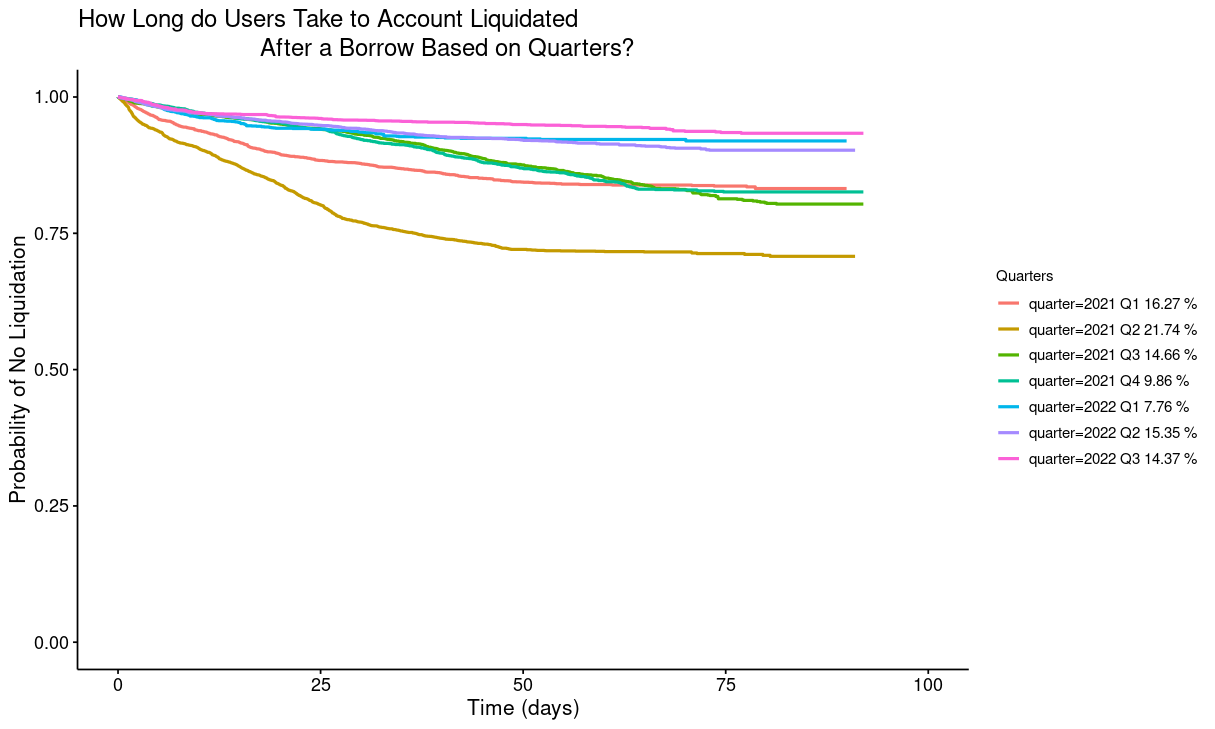 How Long do Users Take to Account Liquidated
After a Borrow Based on Quarters?
Probability of No Liquidation
1.00
0.75
0.50
0.25
0.00
0
25
50
75
100
Time (days)
Quarters
quarter=2021 Q1 16.27 %
quarter=2021 Q2 21.74 %
quarter=2021 Q3 14.66 %
quarter=2021 Q4 9.86 %
quarter=2022 Q1 7.76 %
quarter=2022 Q2 15.35 %
quarter=2022 Q3 14.37 %